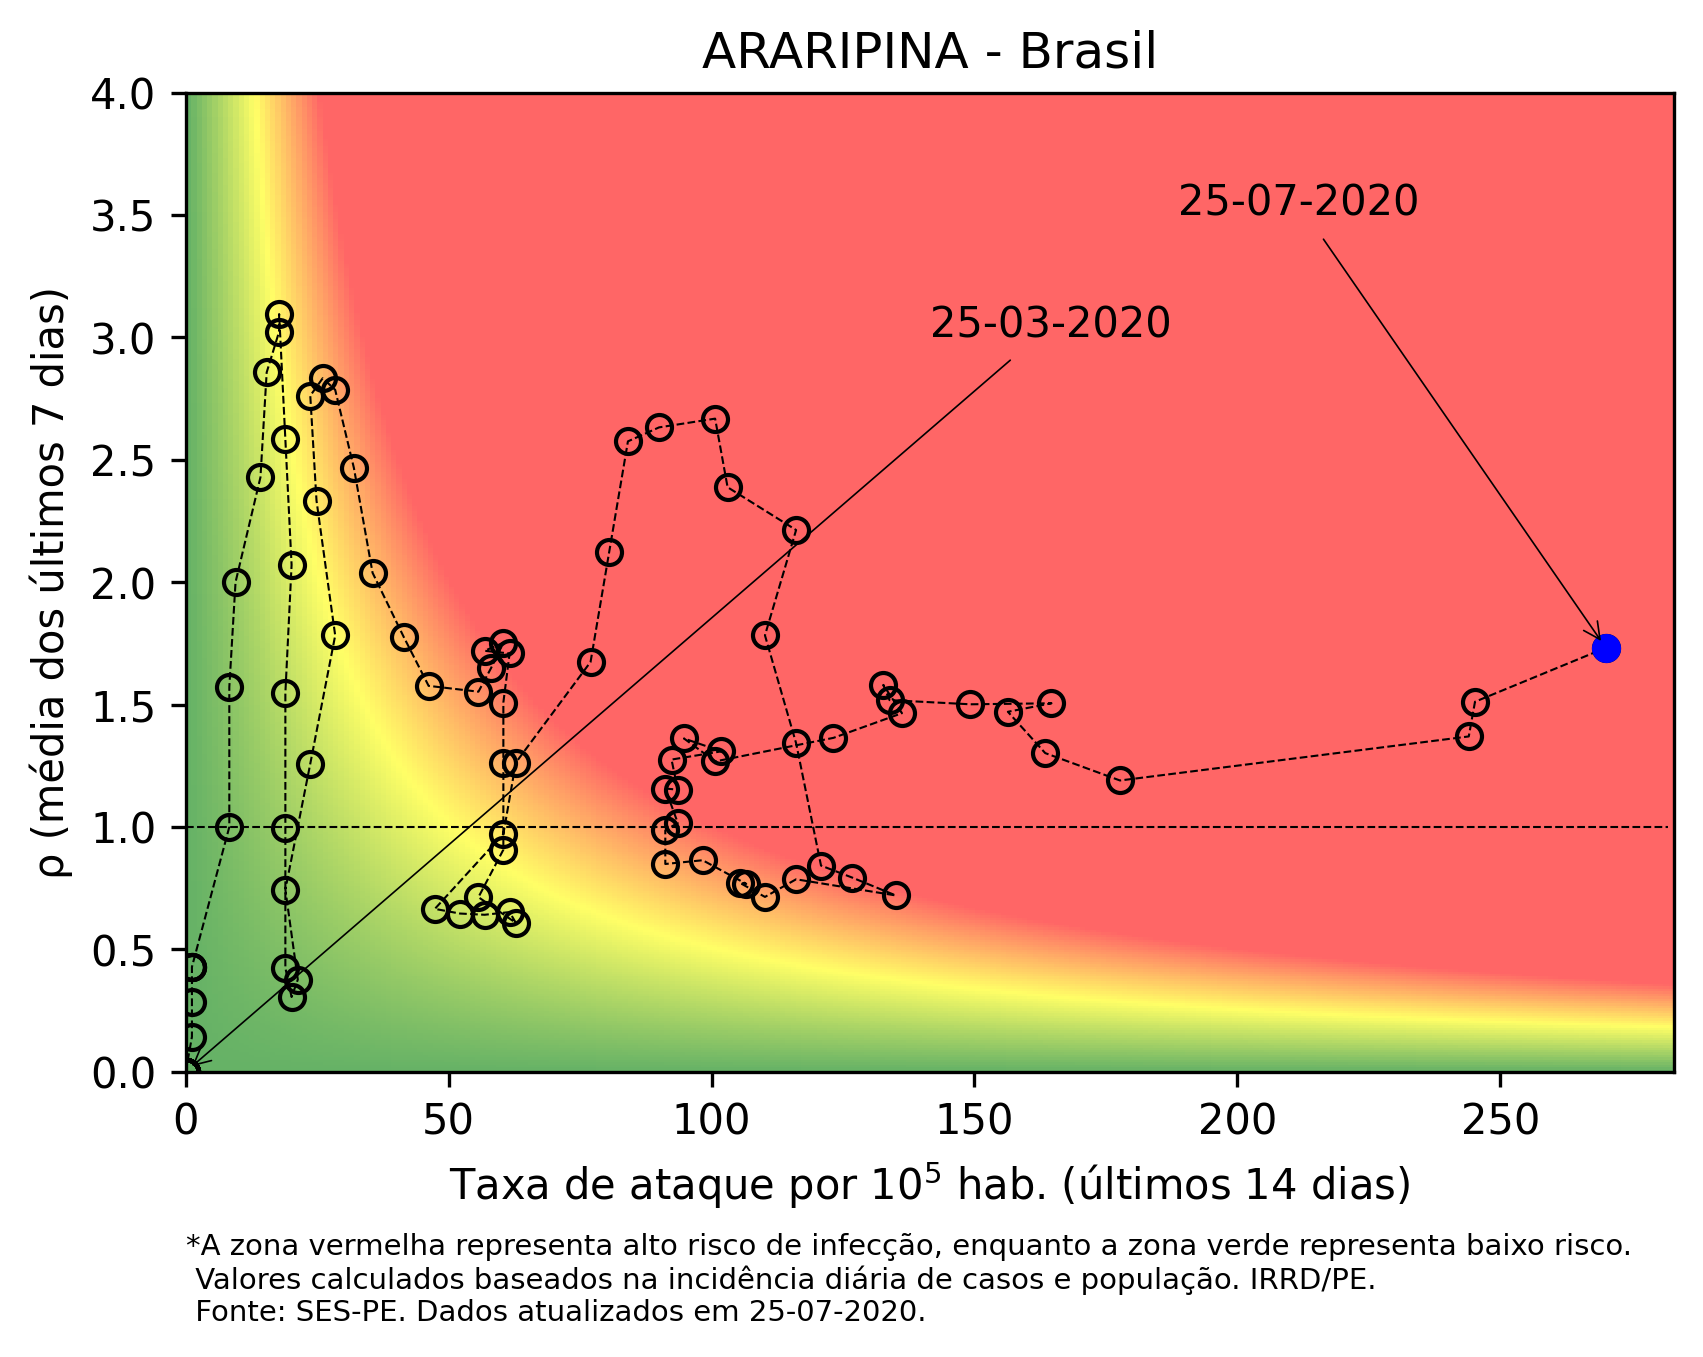 ARARIPINA - Brasil
4.0
3.5
3.0
2.5
2.0
1.5
1.0
0.5
0.0
ρ (média dos últimos 7 dias)
25-07-2020
25-03-2020
0 50 100 150 200 250
Taxa de ataque por 10⁵ hab. (últimos 14 dias)
*A zona vermelha representa alto risco de infecção, enquanto a zona verde representa baixo risco.
Valores calculados baseados na incidência diária de casos e população. IRRD/PE.
Fonte: SES-PE. Dados atualizados em 25-07-2020.